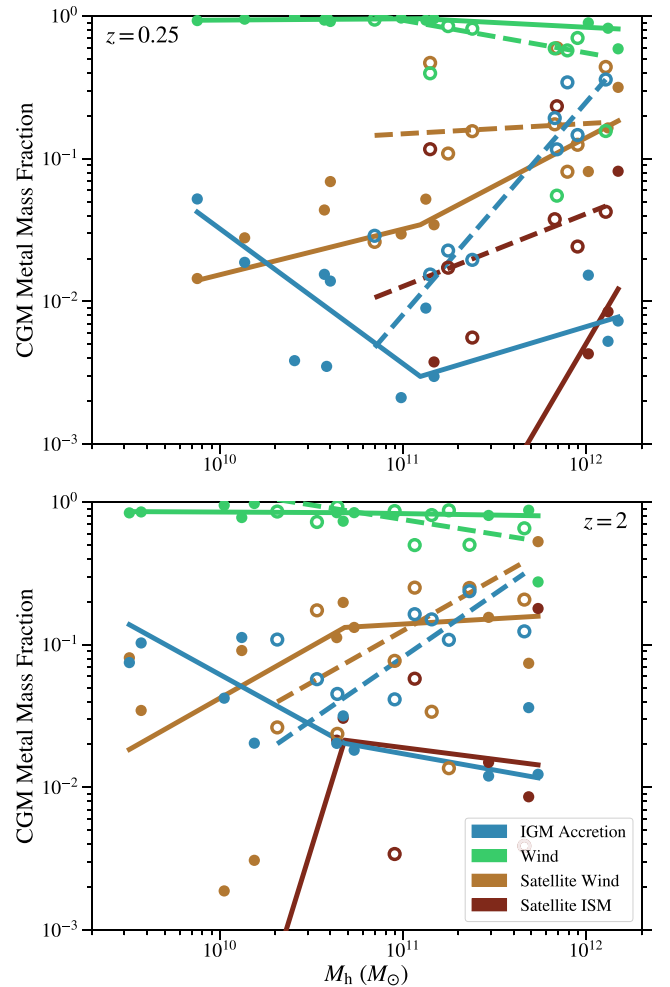 z = 0.25
CGM Metal Mass Fraction
10⁰
10⁻¹
10⁻²
10⁻³
10¹⁰ 10¹¹ 10¹²
z = 2
CGM Metal Mass Fraction
10⁰
10⁻¹
10⁻²
10⁻³
IGM Accretion
Wind
Satellite Wind
Satellite ISM
10¹⁰ 10¹¹ 10¹²
M_h (M_⊙)